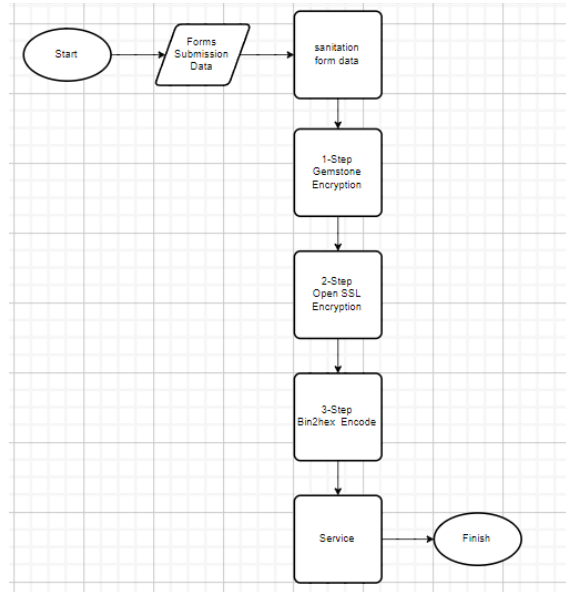 Start
Forms
Submission
Data
sanitation
form data
1-Step
Gemstone
Encryption
2-Step
Open SSL
Encryption
3-Step
Bin2hex Encode
Service
Finish